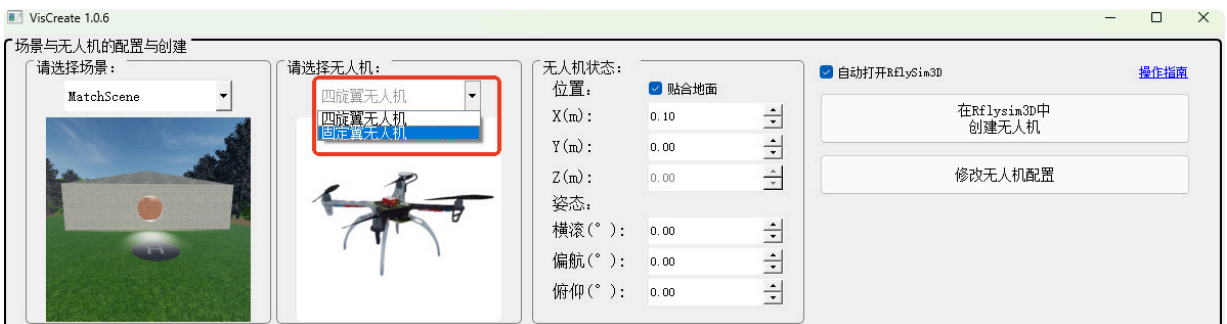 VisCreate 1.0.6
场景与无人机的配置与创建
请选择场景:
MatchScene
请选择无人机:
四旋翼无人机
四旋翼无人机
固定翼无人机
无人机状态:
位置:
贴合地面
X(m): 0.10
Y(m): 0.00
Z(m): 0.00
姿态:
横滚(°): 0.00
偏航(°): 0.00
俯仰(°): 0.00
自动打开RflySim3D
操作指南
在Rflysim3D中
创建无人机
修改无人机配置
H